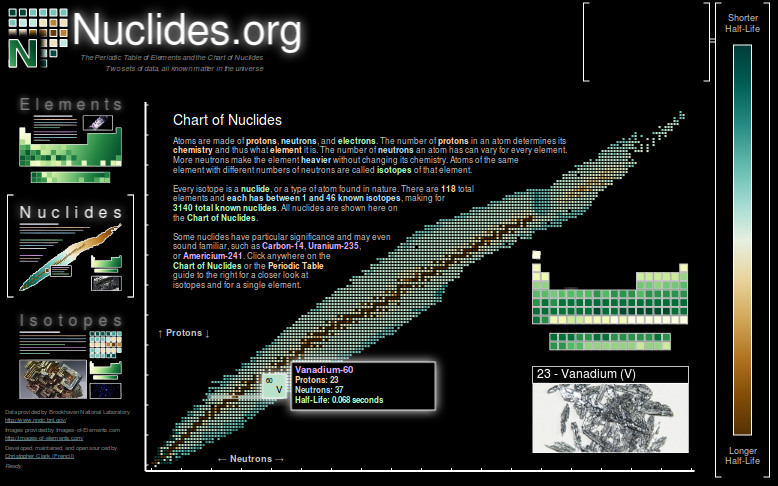 Nuclides.org
N
The Periodic Table of Elements and the Chart of Nuclides
Two sets of data, all known matter in the universe
Shorter
Half-Life
Elements
Nuclides
Isotopes
Chart of Nuclides
Atoms are made of protons, neutrons, and electrons. The number of protons in an atom determines its
chemistry and thus what element it is. The number of neutrons an atom has can vary for every element.
More neutrons make the element heavier without changing its chemistry. Atoms of the same
element with different numbers of neutrons are called isotopes of that element.
Every isotope is a nuclide, or a type of atom found in nature. There are 118 total
elements and each has between 1 and 46 known isotopes, making for
3140 total known nuclides. All nuclides are shown here on
the Chart of Nuclides.
Some nuclides have particular significance and may even
sound familiar, such as Carbon-14, Uranium-235,
or Americium-241. Click anywhere on the
Chart of Nuclides or the Periodic Table
guide to the right for a closer look at
isotopes and for a single element.
↑ Protons ↓
60
V
Vanadium-60
Protons: 23
Neutrons: 37
Half-Life: 0.068 seconds
23 - Vanadium (V)
← Neutrons →
Data provided by Brookhaven National Laboratory
http://www.nndc.bnl.gov/
Images provided by Images-of-Elements.com
http://images-of-elements.com/
Developed, maintained, and open sourced by
Christopher Clark (Frencil)
Ready.
Longer
Half-Life